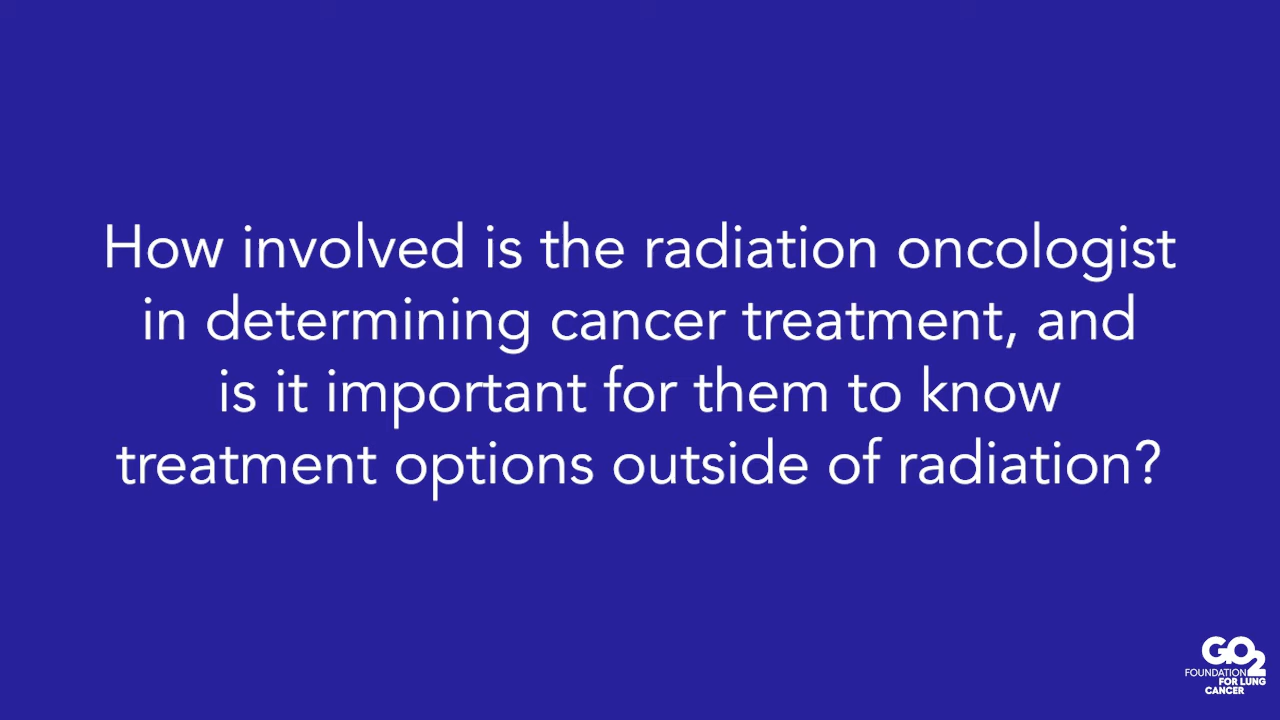 How involved is the radiation oncologist
in determining cancer treatment, and
is it important for them to know
treatment options outside of radiation?
GO2
FOUNDATION
FOR LUNG
CANCER